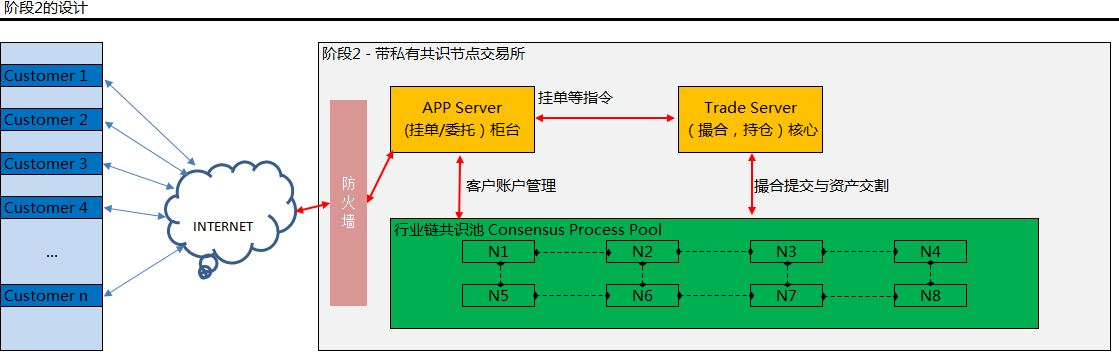 阶段2的设计
阶段2 - 带私有共识节点交易所
Customer 1
Customer 2
Customer 3
Customer 4
...
Customer n
INTERNET
防
火
墙
APP Server
(挂单/委托）柜台
挂单等指令
Trade Server
（撮合，持仓）核心
客户账户管理
撮合提交与资产交割
行业链共识池 Consensus Process Pool
N1
N2
N3
N4
N5
N6
N7
N8